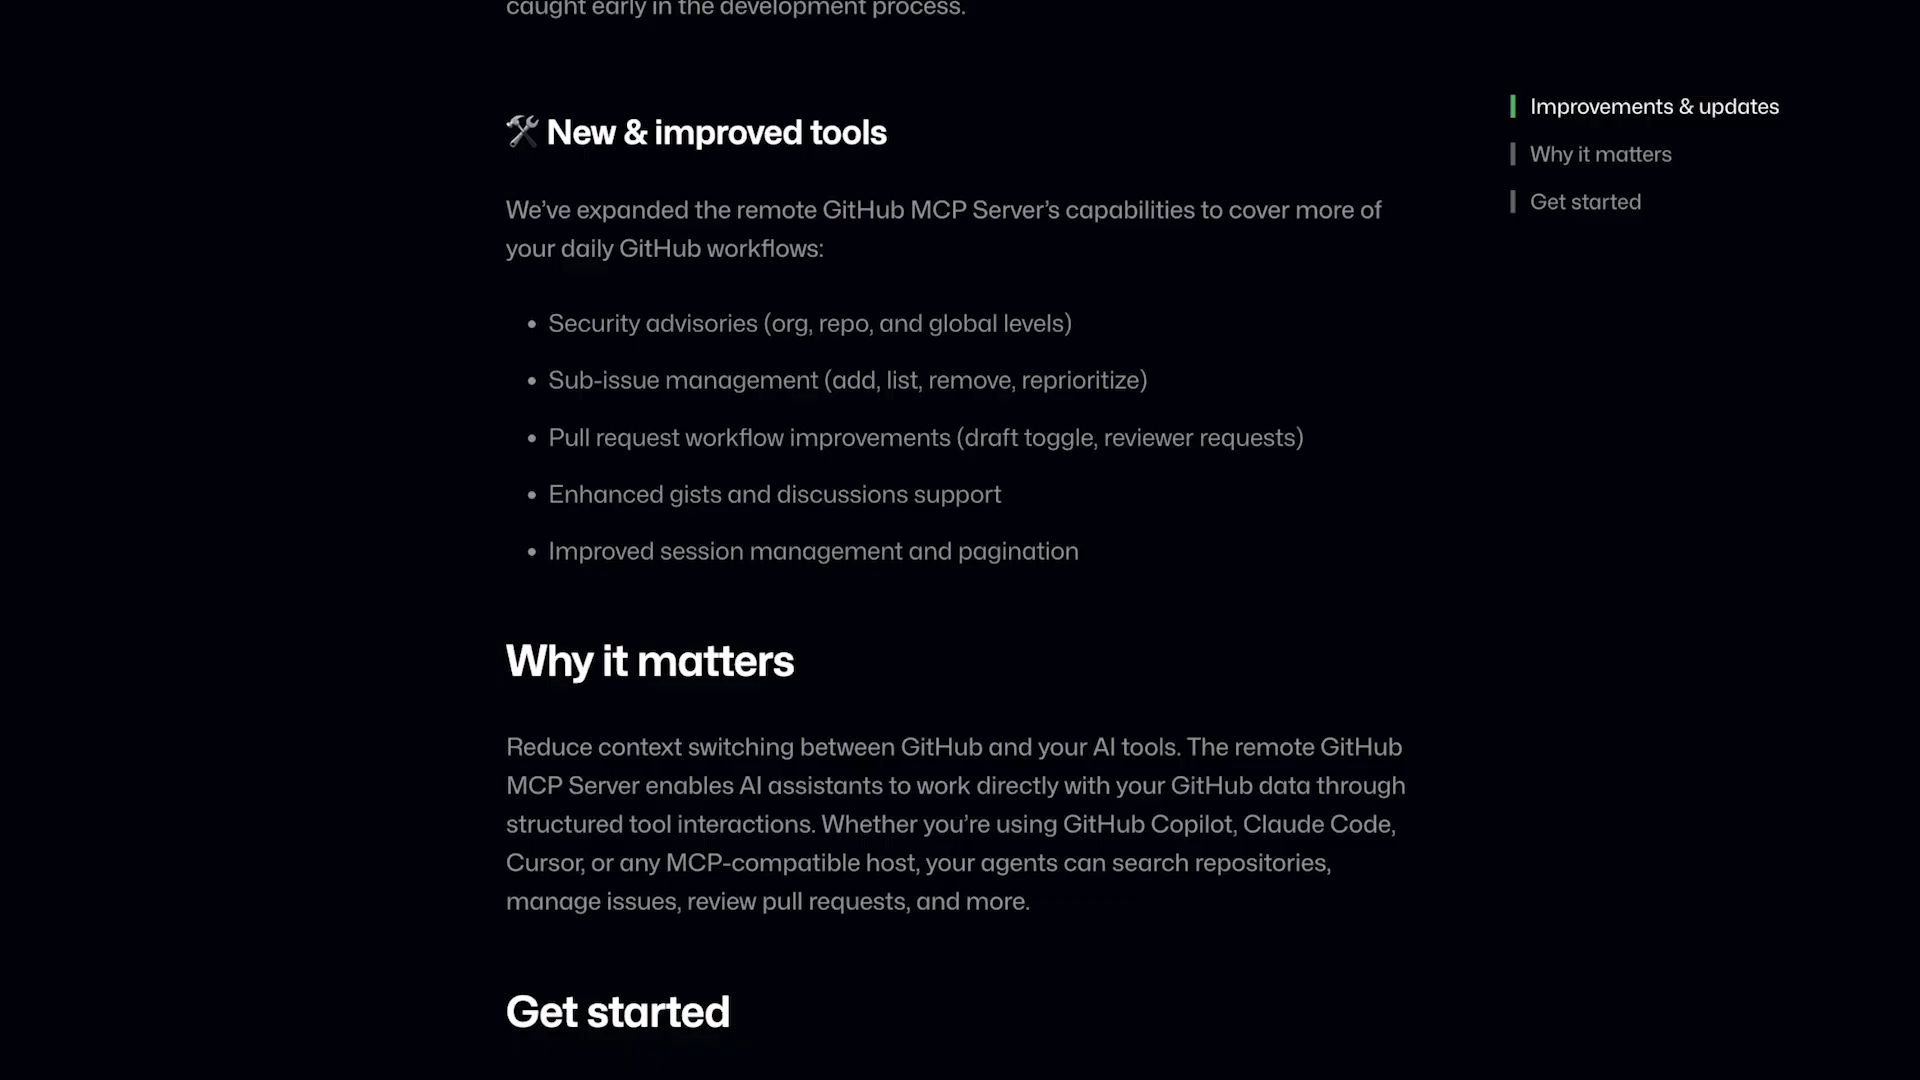 caught early in the development process.
🛠 New & improved tools
We’ve expanded the remote GitHub MCP Server’s capabilities to cover more of
your daily GitHub workflows:
• Security advisories (org, repo, and global levels)
• Sub-issue management (add, list, remove, reprioritize)
• Pull request workflow improvements (draft toggle, reviewer requests)
• Enhanced gists and discussions support
• Improved session management and pagination
Why it matters
Reduce context switching between GitHub and your AI tools. The remote GitHub
MCP Server enables AI assistants to work directly with your GitHub data through
structured tool interactions. Whether you’re using GitHub Copilot, Claude Code,
Cursor, or any MCP-compatible host, your agents can search repositories,
manage issues, review pull requests, and more.
Get started
Improvements & updates
Why it matters
Get started